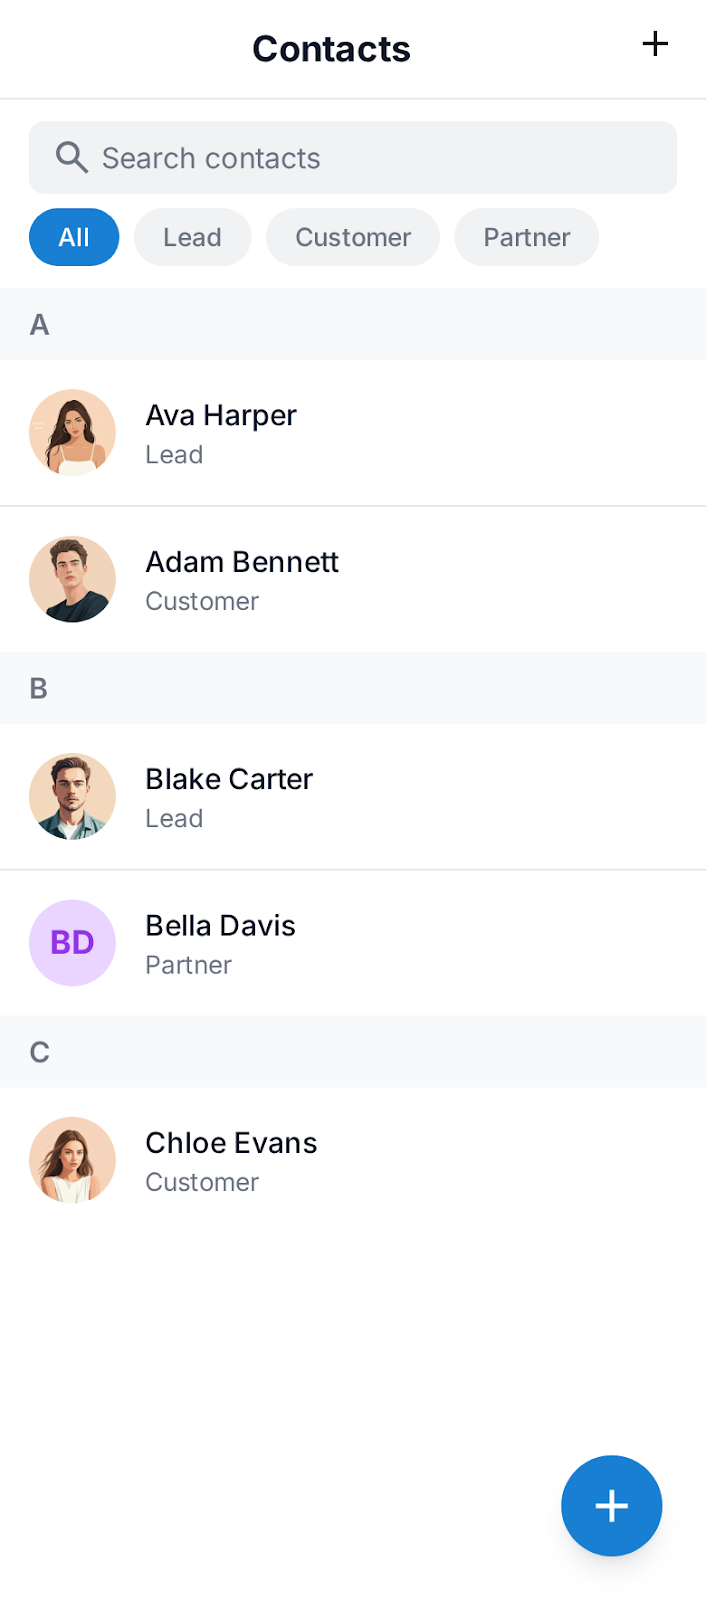 Contacts
Search contacts
All Lead Customer Partner
A
Ava Harper
Lead
Adam Bennett
Customer
B
Blake Carter
Lead
BD
Bella Davis
Partner
C
Chloe Evans
Customer